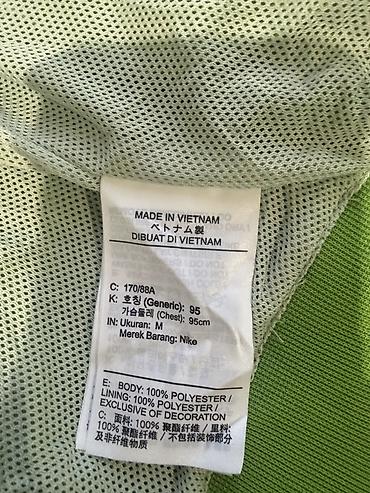 MADE IN VIETNAM
ベトナム製
DIBUAT DI VIETNAM
C: 170/88A
K: 호칭 (Generic): 95
가슴둘레 (Chest): 95cm
IN: Ukuran: M
Merek Barang: Nike
E: BODY: 100% POLYESTER /
LINING: 100% POLYESTER /
EXCLUSIVE OF DECORATION
C: 面料: 100% 聚酯纤维 / 里料:
100% 聚酯纤维 / 不包括装饰部分
及非纤维物质